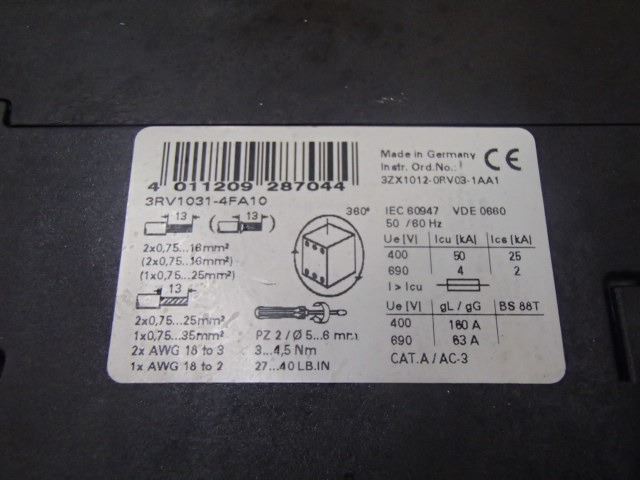 4 011209 287044
3RV1031-4FA10
13
( 13 )
2x0,75...16mm²
(2x0,75...16mm²)
(1x0,75...25mm²)
13
2x0,75...25mm²
1x0,75...35mm²
2x AWG 18 to 3
1x AWG 18 to 2
360°
PZ 2 / Ø 5...6 mm
3...4,5 Nm
27...40 LB.IN
Made in Germany
Instr. Ord.No.:
3ZX1012-0RV03-1AA1
CE
IEC 60947 VDE 0660
50 / 60 Hz
Ue [V] Icu [kA] Ics [kA]
400 50 25
690 4 2
I > Icu
Ue [V] gL / gG BS 88T
400 160 A
690 63 A
CAT.A / AC-3